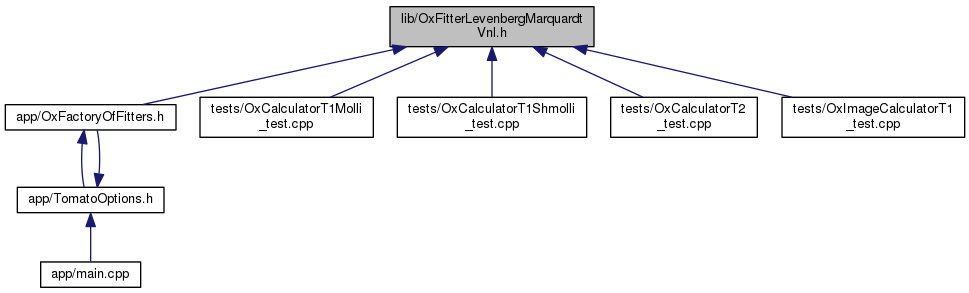 lib/OxFitterLevenbergMarquardt
Vnl.h
app/OxFactoryOfFitters.h
tests/OxCalculatorT1Molli
_test.cpp
tests/OxCalculatorT1Shmolli
_test.cpp
tests/OxCalculatorT2
_test.cpp
tests/OxImageCalculatorT1
_test.cpp
app/TomatoOptions.h
app/main.cpp